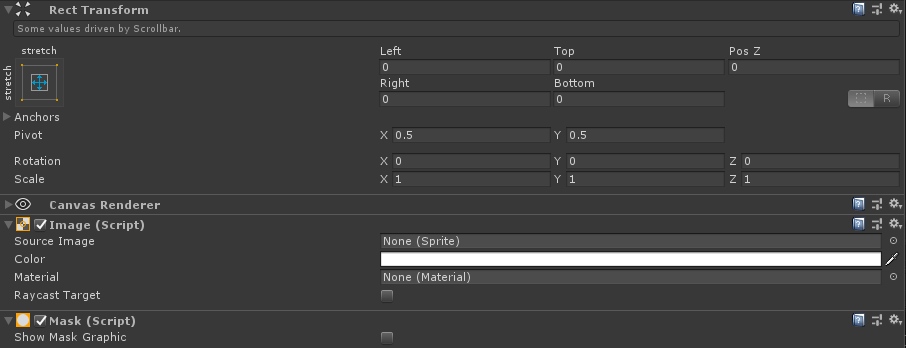 Rect Transform
Some values driven by Scrollbar.
stretch
stretch
Left Top Pos Z
0 0 0
Right Bottom
0 0
R
Anchors
Pivot X 0.5 Y 0.5
Rotation X 0 Y 0 Z 0
Scale X 1 Y 1 Z 1
Canvas Renderer
Image (Script)
Source Image None (Sprite)
Color
Material None (Material)
Raycast Target
Mask (Script)
Show Mask Graphic